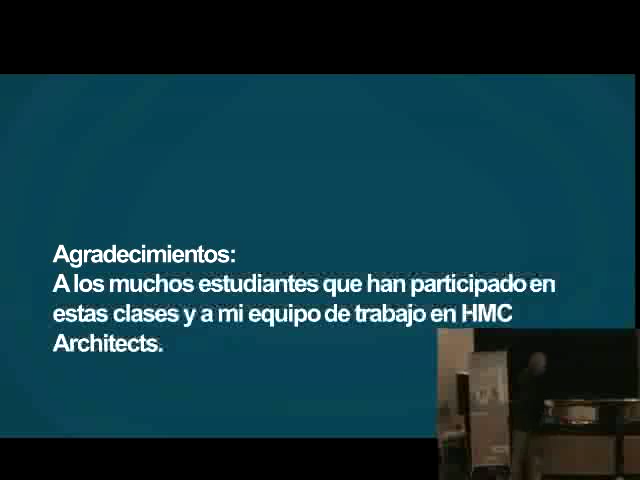 Agradecimientos:
A los muchos estudiantes que han participado en
estas clases y a mi equipo de trabajo en HMC
Architects.